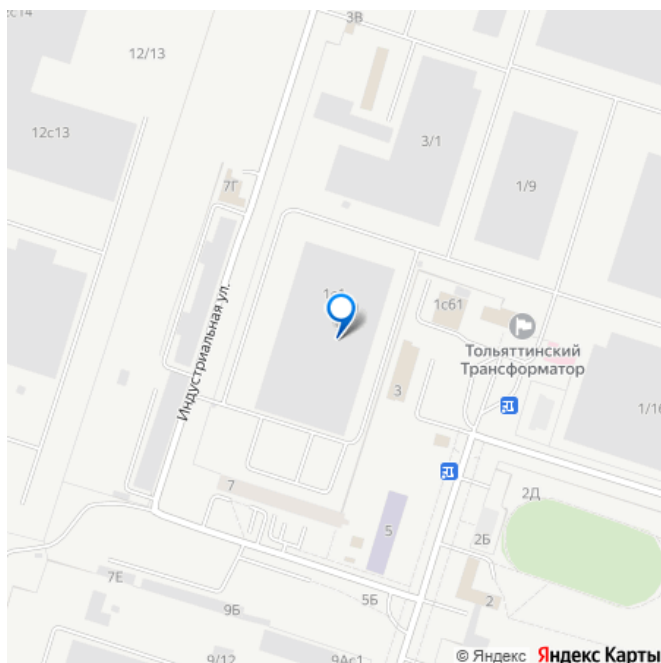 3В
12/13
12с13
3/1
1/9
7Г
1с61
Индустриальная ул.
Тольяттинский
Трансформатор
3
1/16
7
2Д
5
2Б
7Е
5Б
2
9Б
9/12
9Ас1
© Яндекс Яндекс Карты